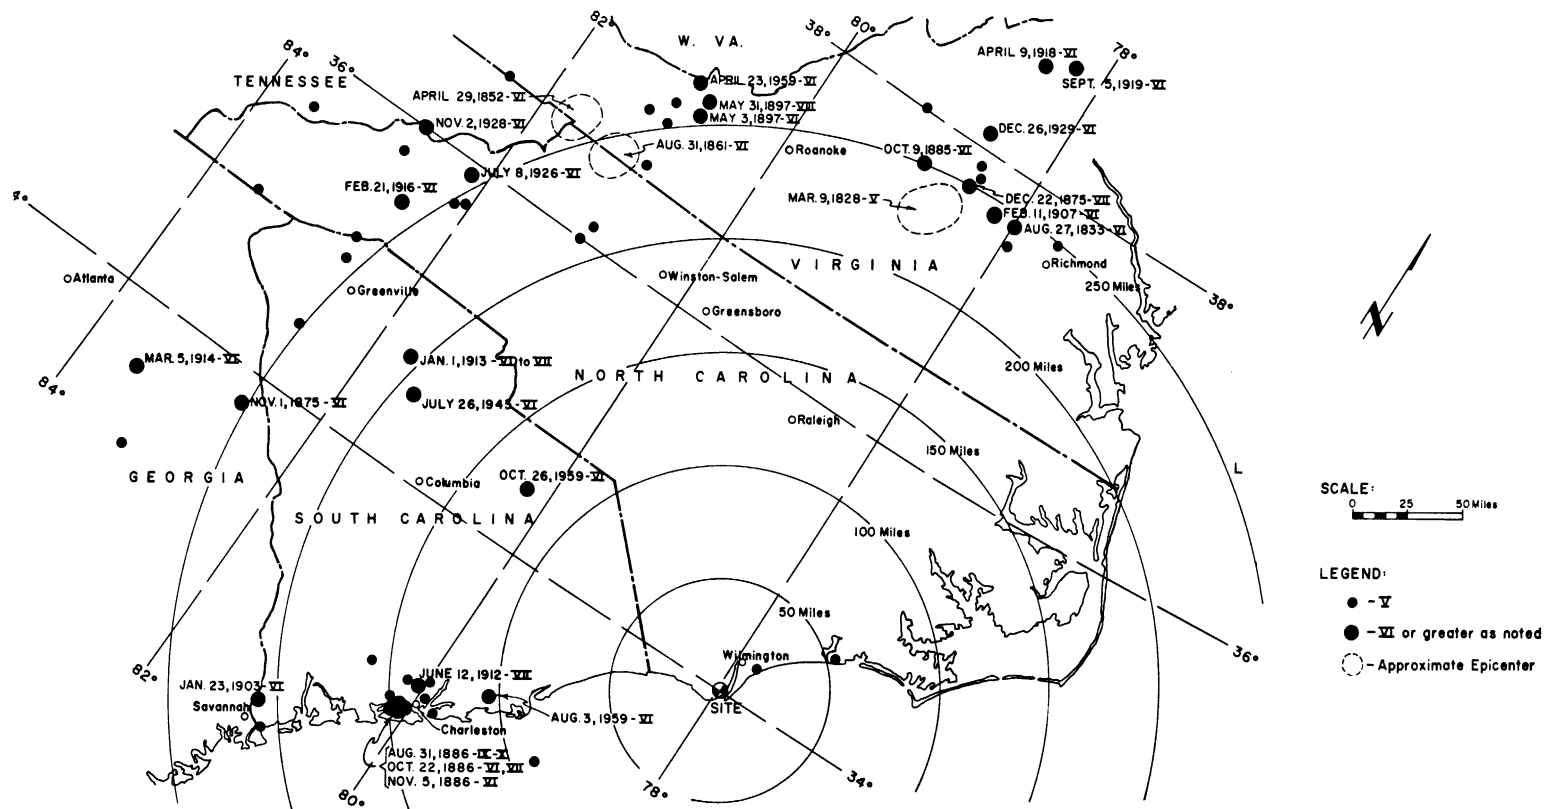 82°
80°
38°
78°
W. VA.
84°
36°
TENNESSEE
APRIL 9, 1918-VI
SEPT. 5, 1919-VI
APRIL 23, 1959-VI
APRIL 29, 1852-VI
MAY 31, 1897-VIII
MAY 3, 1897-VI
NOV. 2, 1928-VI
DEC. 26, 1929-VI
AUG. 31, 1861-VI
Roanoke
OCT. 9, 1885-VI
JULY 8, 1926-VI
FEB. 21, 1916-VI
MAR. 9, 1828-V
DEC. 22, 1875-VII
FEB. 11, 1907-VI
AUG. 27, 1833-VI
VIRGINIA
Richmond
Atlanta
Winston-Salem
Greenville
250 Miles
38°
Greensboro
MAR. 5, 1914-VI
JAN. 1, 1913-VI to VII
200 Miles
NORTH CAROLINA
84°
NOV. 1, 1875-VI
JULY 26, 1945-VI
Raleigh
150 Miles
L
GEORGIA
OCT. 26, 1959-VI
Columbia
SOUTH CAROLINA
100 Miles
SCALE:
0 25 50 Miles
LEGEND:
- V
- VI or greater as noted
- Approximate Epicenter
50 Miles
36°
Wilmington
82°
JUNE 12, 1912-VII
JAN. 23, 1903-VI
Savannah
SITE
AUG. 3, 1959-VI
Charleston
AUG. 31, 1886-IX-X
OCT. 22, 1886-VI, VII
NOV. 5, 1886-VI
80°
78°
34°
N